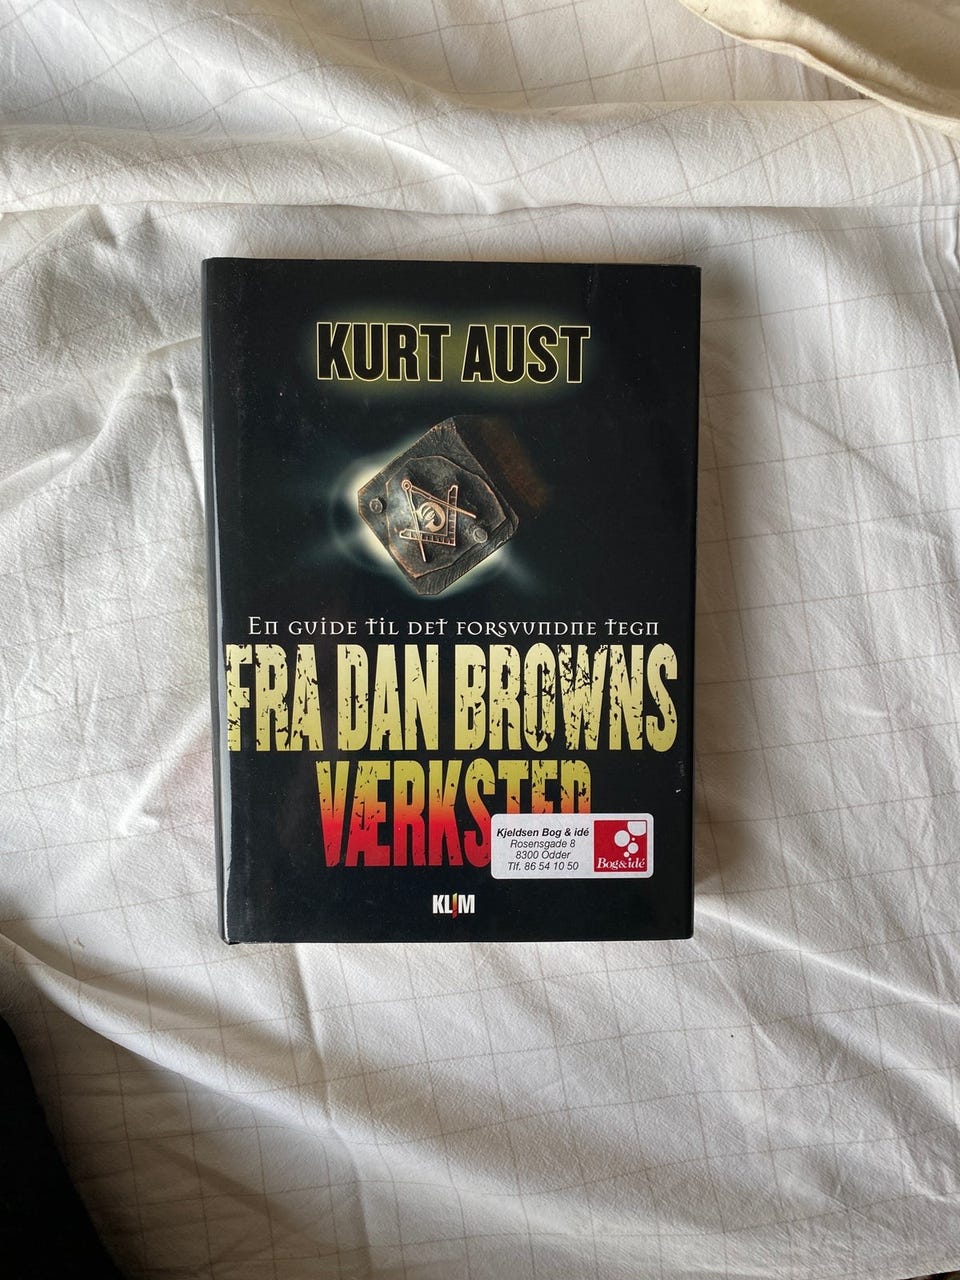 KURT AUST
En guide til det forsvundne tegn
FRA DAN BROWNS
VÆRKSTED
Kjeldsen Bog & idé
Rosensgade 8
8300 Odder
Tlf. 86 54 10 50
Bog&idé
KLIM